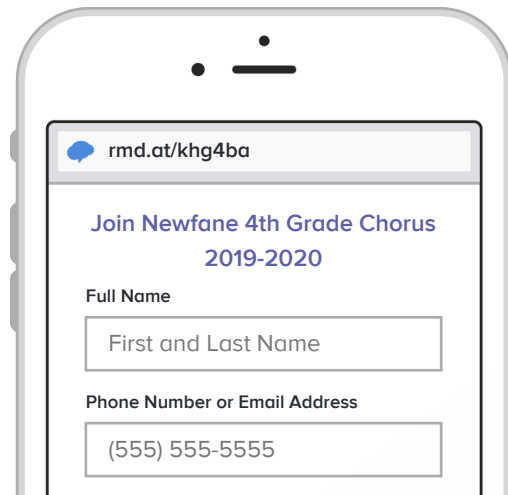 rmd.at/khg4ba
Join Newfane 4th Grade Chorus
2019-2020
Full Name
First and Last Name
Phone Number or Email Address
(555) 555-5555